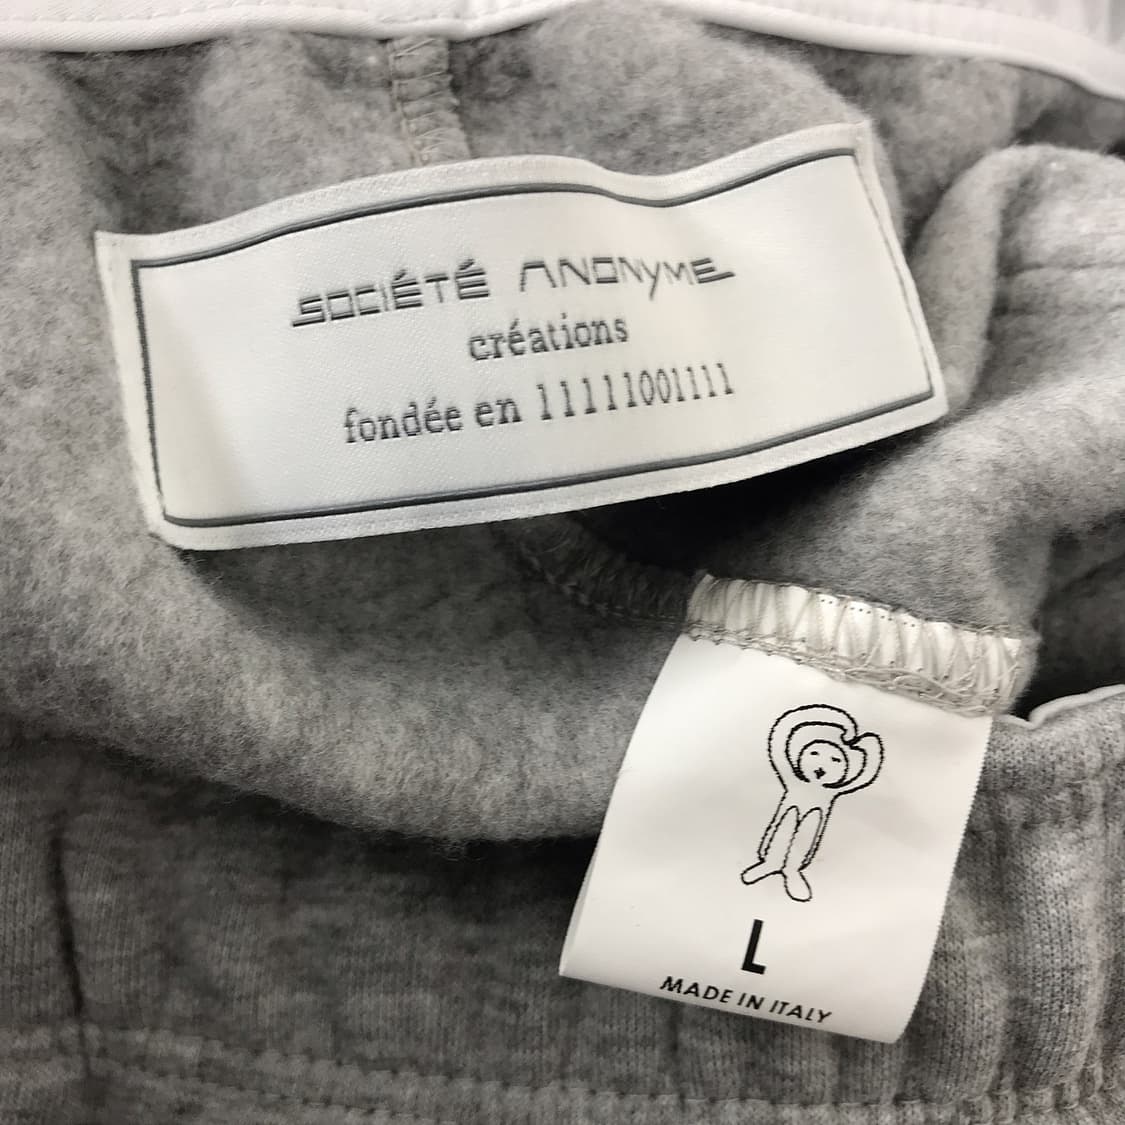 SOCIÉTÉ ANONYME
créations
fondée en 11111001111
L
MADE IN ITALY